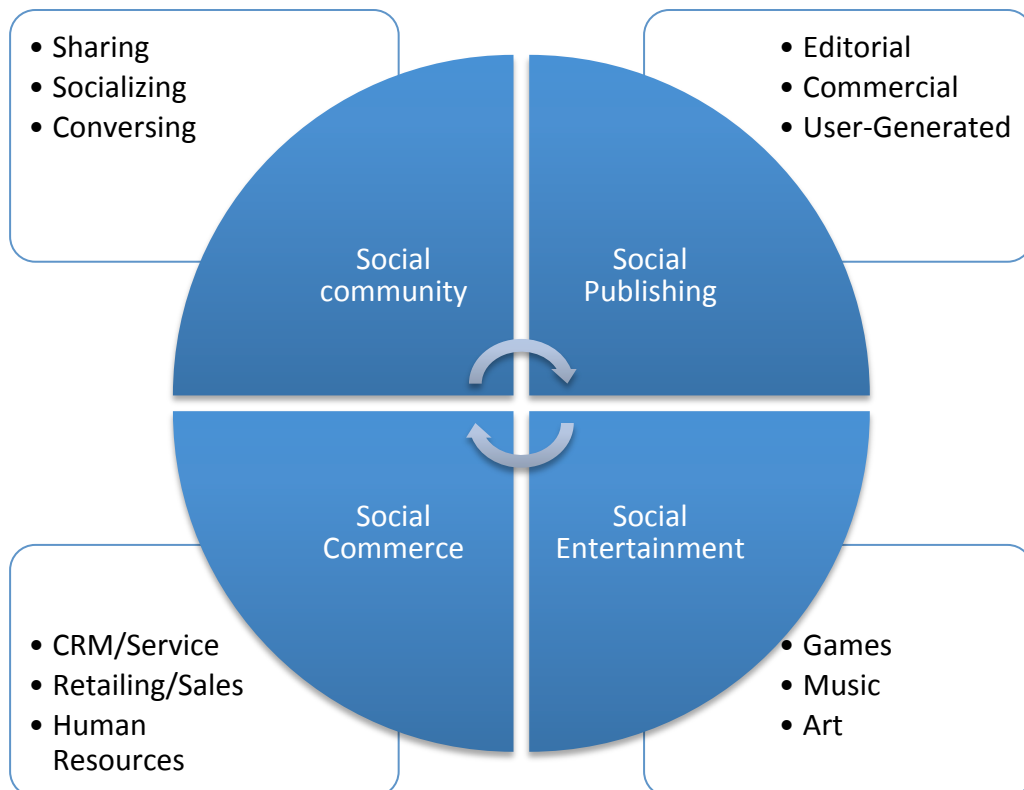 • Sharing
• Socializing
• Conversing
• Editorial
• Commercial
• User-Generated
Social
community
Social
Publishing
Social
Commerce
Social
Entertainment
• CRM/Service
• Retailing/Sales
• Human
Resources
• Games
• Music
• Art